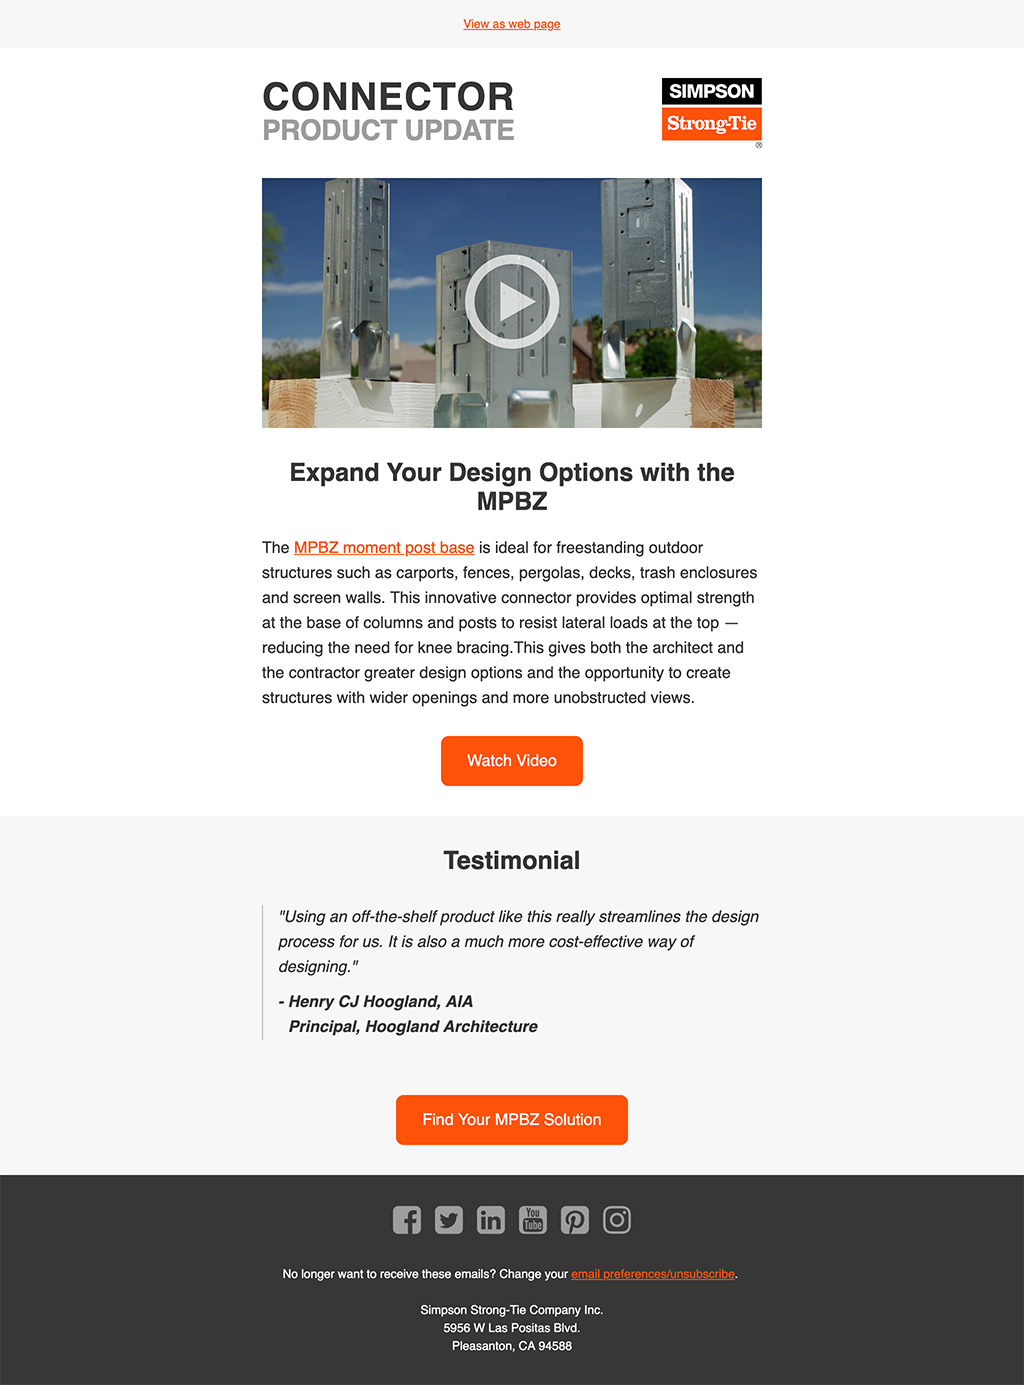 View as web page
CONNECTOR
PRODUCT UPDATE
SIMPSON
Strong-Tie
®
Expand Your Design Options with the
MPBZ
The MPBZ moment post base is ideal for freestanding outdoor
structures such as carports, fences, pergolas, decks, trash enclosures
and screen walls. This innovative connector provides optimal strength
at the base of columns and posts to resist lateral loads at the top —
reducing the need for knee bracing.This gives both the architect and
the contractor greater design options and the opportunity to create
structures with wider openings and more unobstructed views.
Watch Video
Testimonial
"Using an off-the-shelf product like this really streamlines the design
process for us. It is also a much more cost-effective way of
designing."
- Henry CJ Hoogland, AIA
Principal, Hoogland Architecture
Find Your MPBZ Solution
You
Tube
No longer want to receive these emails? Change your email preferences/unsubscribe.
Simpson Strong-Tie Company Inc.
5956 W Las Positas Blvd.
Pleasanton, CA 94588